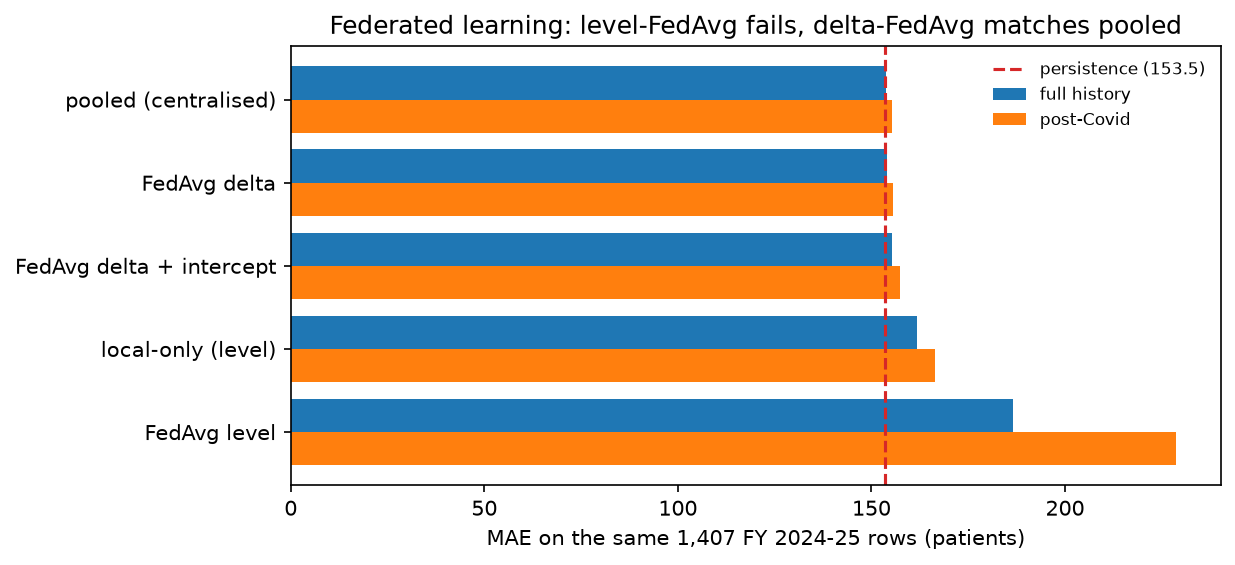 Federated learning: level-FedAvg fails, delta-FedAvg matches pooled
persistence (153.5)
full history
post-Covid
pooled (centralised)
FedAvg delta
FedAvg delta + intercept
local-only (level)
FedAvg level
0 50 100 150 200
MAE on the same 1,407 FY 2024-25 rows (patients)